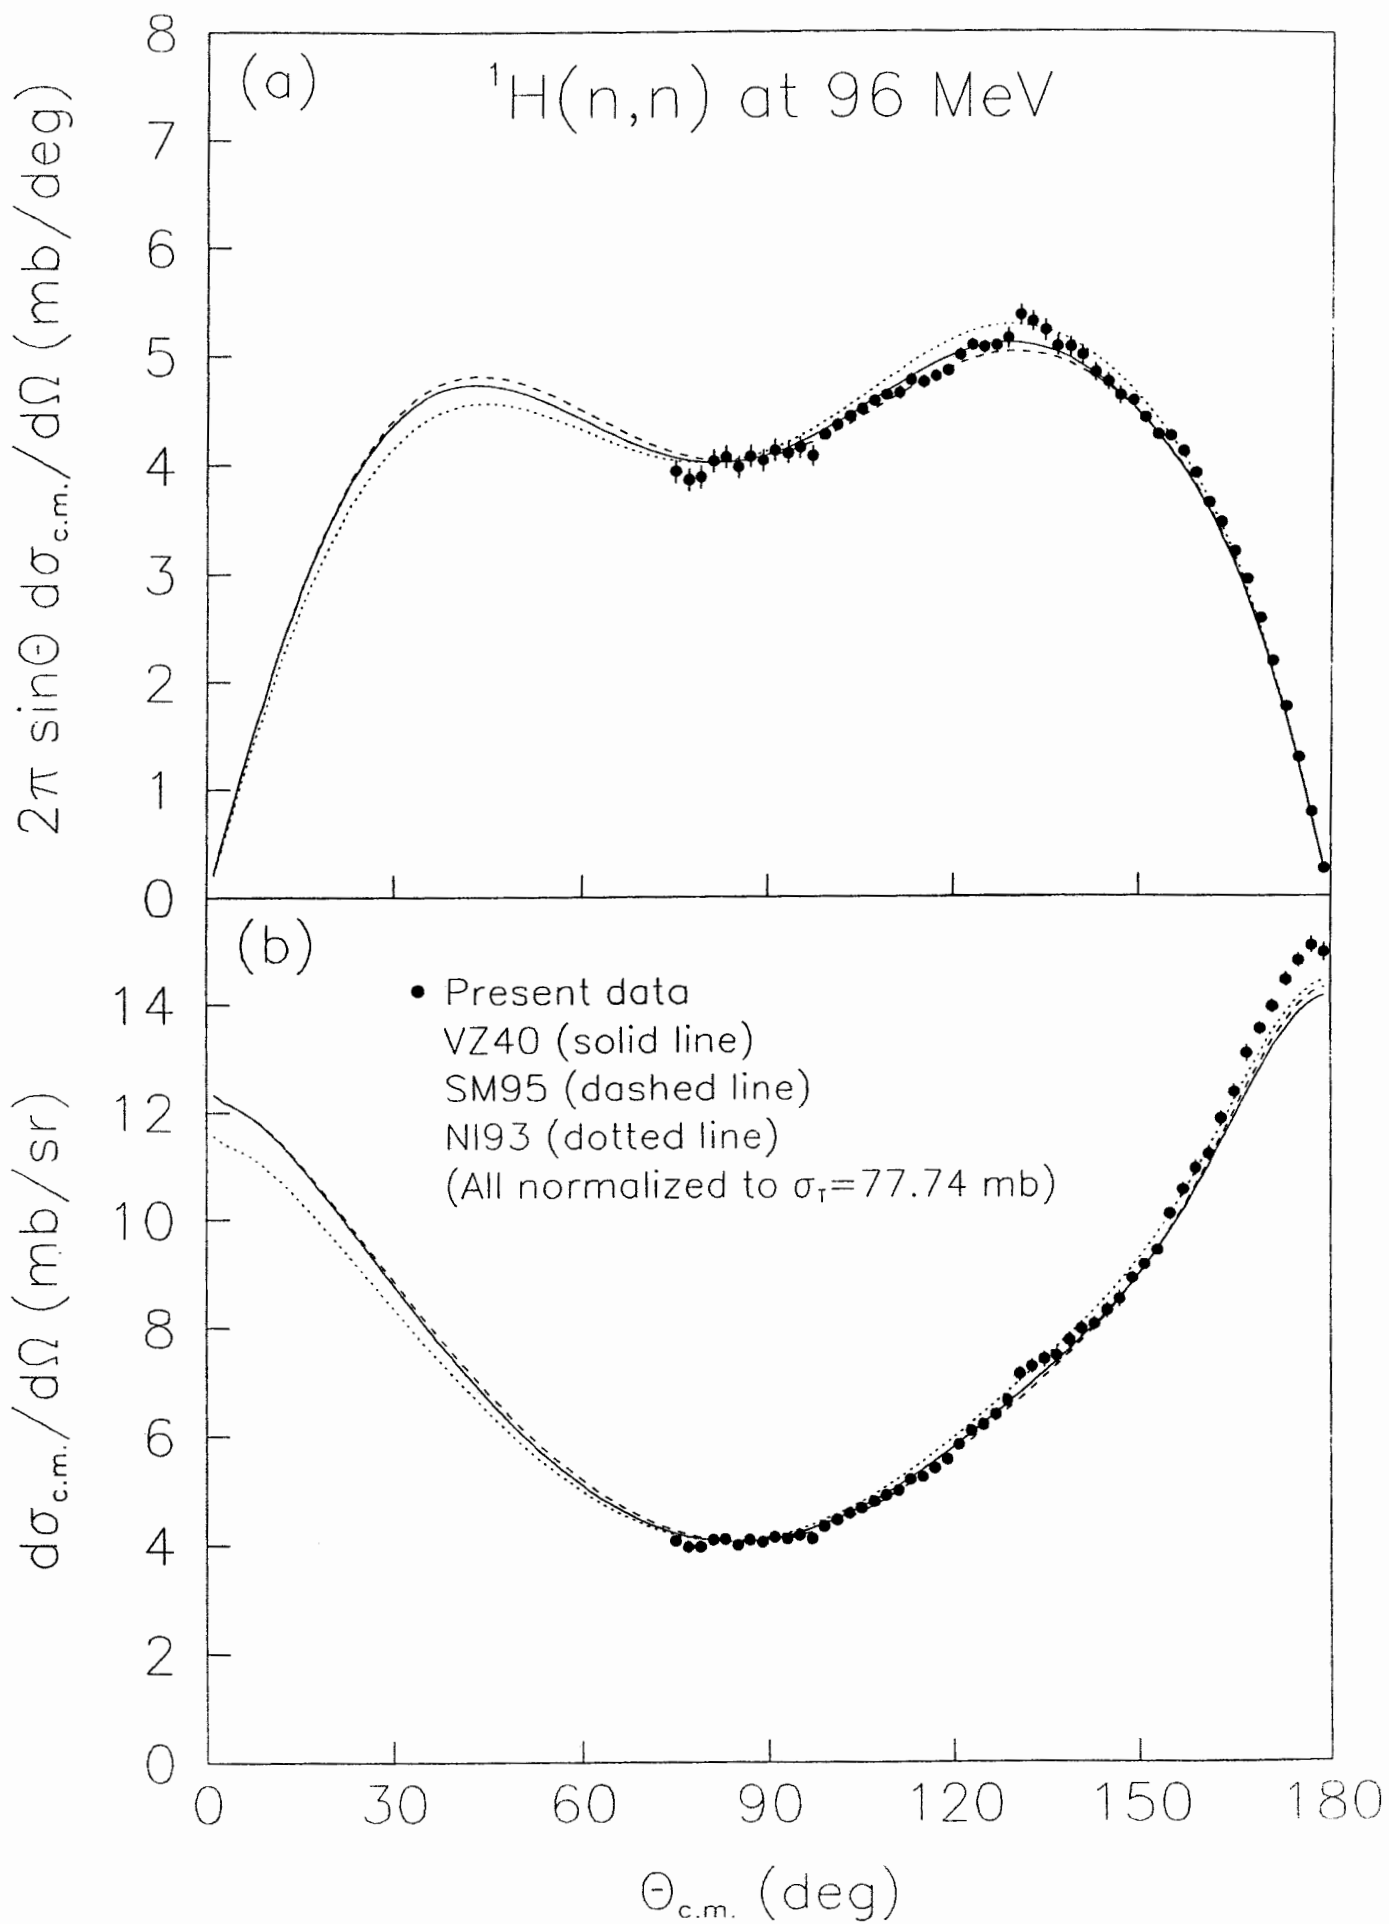 (a)
¹H(n,n) at 96 MeV
2π sinΘ dσc.m./dΩ (mb/deg)
8
7
6
5
4
3
2
1
0
(b)
● Present data
VZ40 (solid line)
SM95 (dashed line)
NI93 (dotted line)
(All normalized to σT=77.74 mb)
dσc.m./dΩ (mb/sr)
14
12
10
8
6
4
2
0
0 30 60 90 120 150 180
Θc.m. (deg)